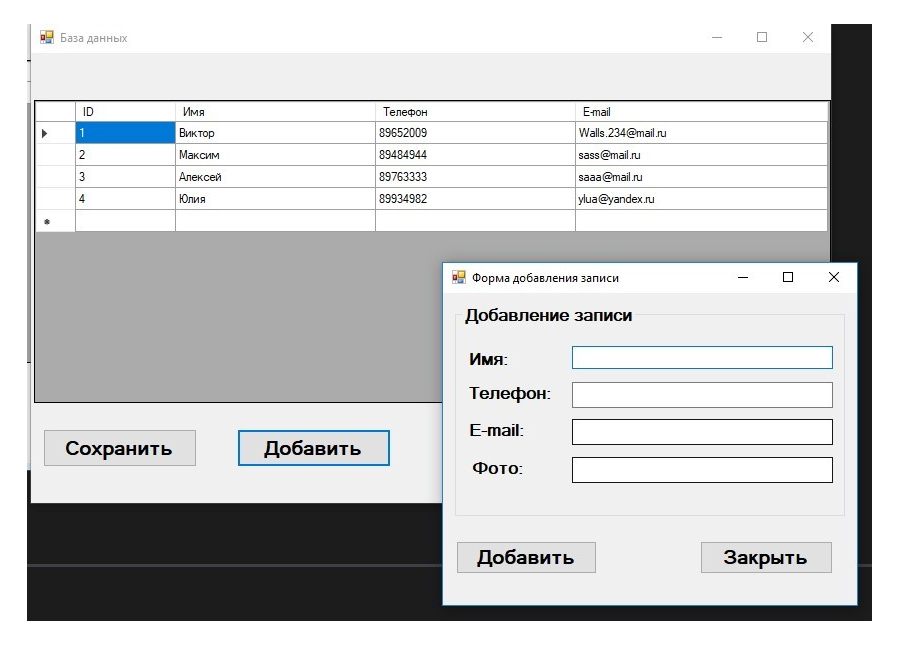 База данных
ID Имя Телефон E-mail
1 Виктор 89652009 Walls.234@mail.ru
2 Максим 89484944 sass@mail.ru
3 Алексей 89763333 saaa@mail.ru
4 Юлия 89934982 ylua@yandex.ru
Сохранить Добавить
Форма добавления записи
Добавление записи
Имя:
Телефон:
E-mail:
Фото:
Добавить Закрыть